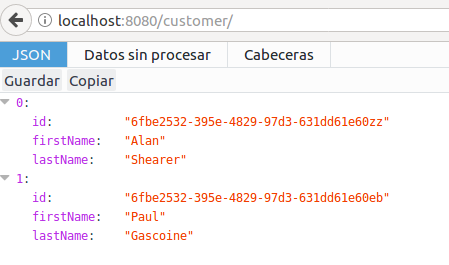 localhost:8080/customer/
JSON Datos sin procesar Cabeceras
Guardar Copiar
0:
id: "6fbe2532-395e-4829-97d3-631dd61e60zz"
firstName: "Alan"
lastName: "Shearer"
1:
id: "6fbe2532-395e-4829-97d3-631dd61e60eb"
firstName: "Paul"
lastName: "Gascoine"